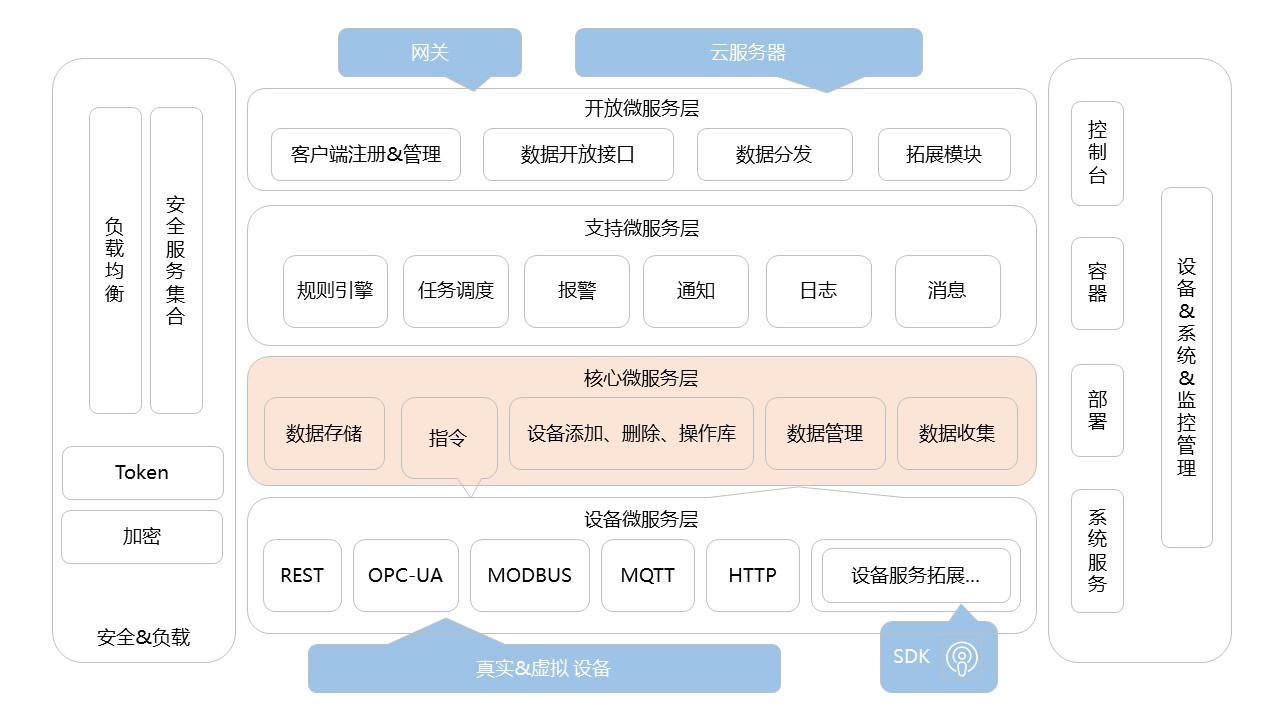 网关
云服务器
开放微服务层
客户端注册&管理
数据开放接口
数据分发
拓展模块
支持微服务层
规则引擎
任务调度
报警
通知
日志
消息
核心微服务层
数据存储
指令
设备添加、删除、操作库
数据管理
数据收集
设备微服务层
REST
OPC-UA
MODBUS
MQTT
HTTP
设备服务拓展...
真实&虚拟 设备
SDK
负载均衡
安全服务集合
Token
加密
安全&负载
控制台
容器
部署
系统服务
设备&系统&监控管理